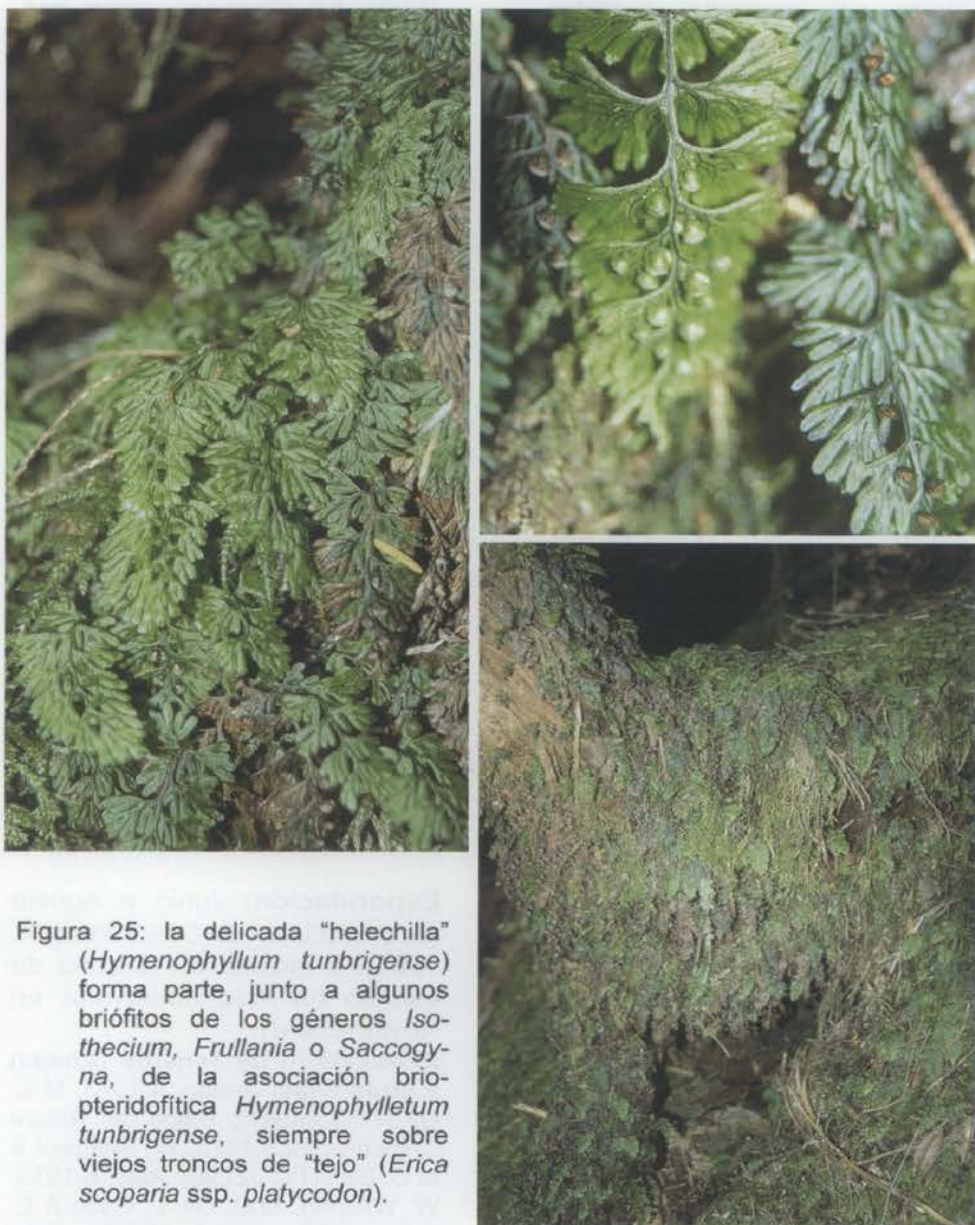 Figura 25: la delicada “helechilla”
(Hymenophyllum tunbrigense)
forma parte, junto a algunos
briófitos de los géneros Iso-
thecium, Frullania o Saccogy-
na, de la asociación brio-
pteridofítica Hymenophylletum
tunbrigense, siempre sobre
viejos troncos de “tejo” (Erica
scoparia ssp. platycodon).